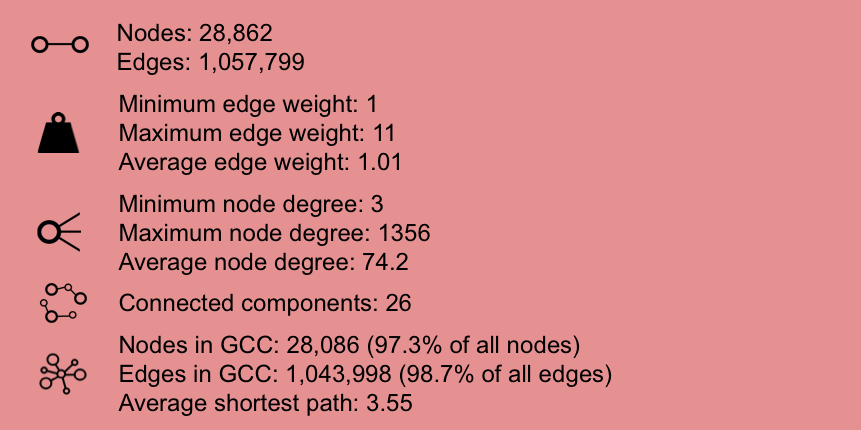 Nodes: 28,862
Edges: 1,057,799
Minimum edge weight: 1
Maximum edge weight: 11
Average edge weight: 1.01
Minimum node degree: 3
Maximum node degree: 1356
Average node degree: 74.2
Connected components: 26
Nodes in GCC: 28,086 (97.3% of all nodes)
Edges in GCC: 1,043,998 (98.7% of all edges)
Average shortest path: 3.55